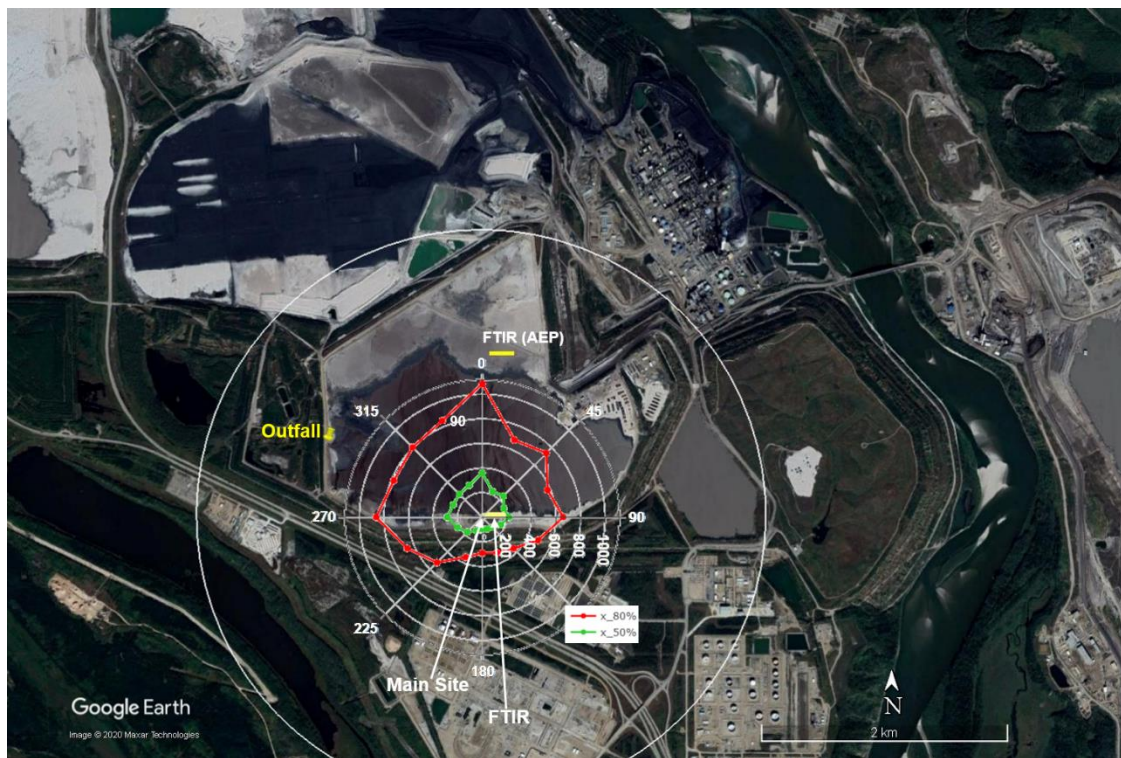 FTIR (AEP)
0
315
45
90
Outfall
270
90
0
200
400
600
800
1000
x_80%
x_50%
225
180
Main Site
FTIR
N
Google Earth
Image © 2020 Maxar Technologies
2 km